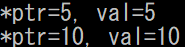 *ptr=5, val=5
*ptr=10, val=10